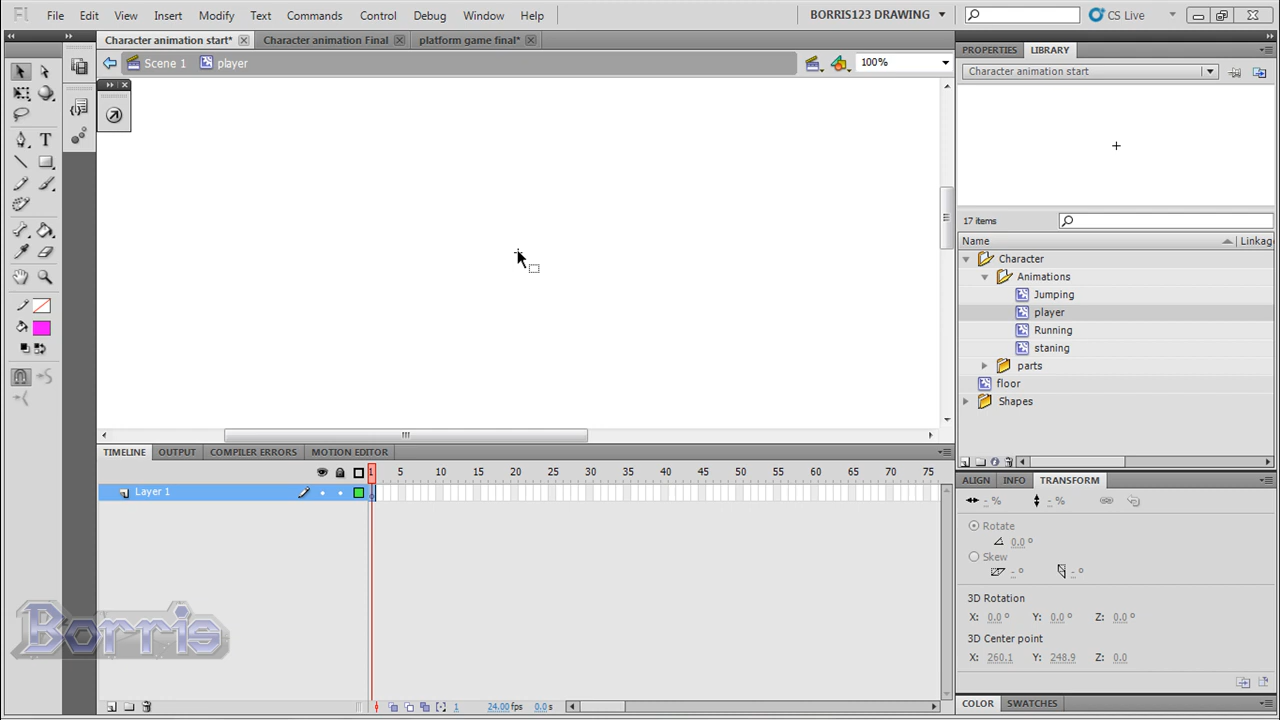 Fl File Edit View Insert Modify Text Commands Control Debug Window Help BORRIS123 DRAWING CS Live
Character animation start* Character animation Final platform game final*
Scene 1 player 100%
PROPERTIES LIBRARY
Character animation start
17 items
Name Linkag
Character
Animations
Jumping
player
Running
staning
parts
floor
Shapes
TIMELINE OUTPUT COMPILER ERRORS MOTION EDITOR
1 5 10 15 20 25 30 35 40 45 50 55 60 65 70 75
Layer 1
ALIGN INFO TRANSFORM
- % - %
Rotate
0.0 °
Skew
- ° - °
3D Rotation
X: 0.0 ° Y: 0.0 ° Z: 0.0 °
3D Center point
X: 260.1 Y: 248.9 Z: 0.0
COLOR SWATCHES
1 24.00 fps 0.0 s
Borris